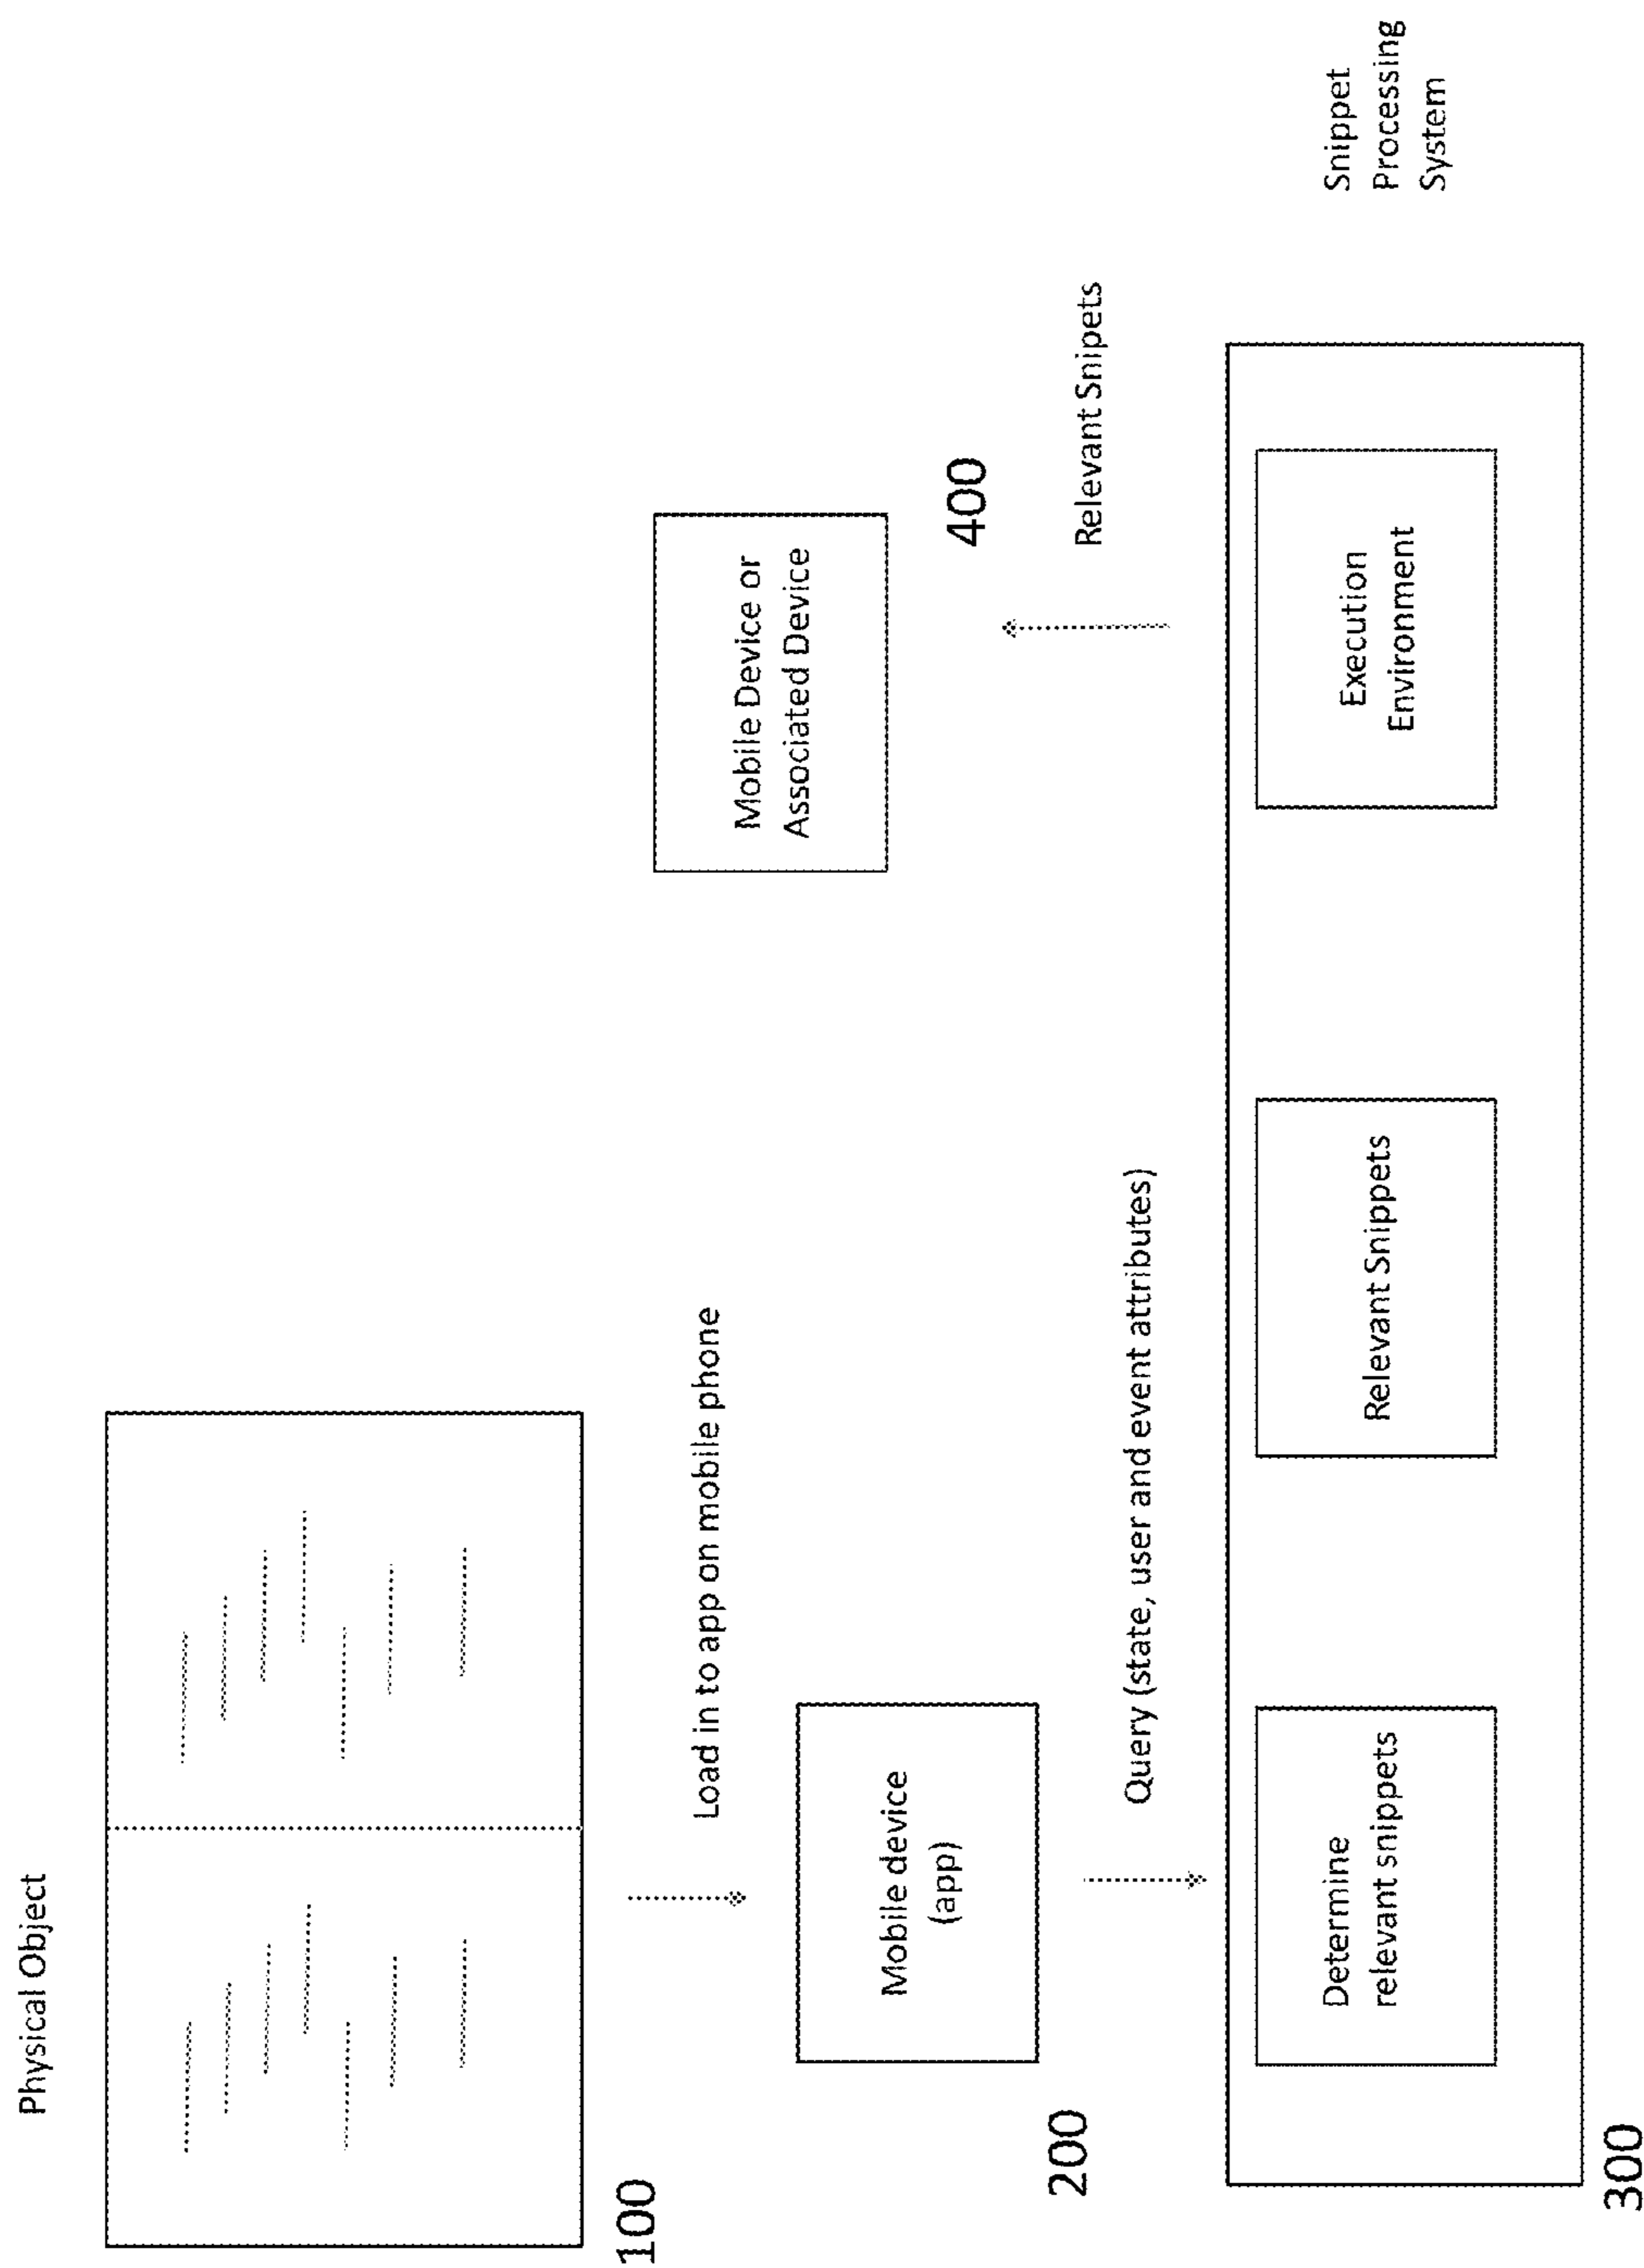 Physical Object
100
Load in to app on mobile phone
Mobile device
(app)
200
Mobile Device or
Associated Device
400
Query (state, user and event attributes)
Relevant Snipets
Determine
relevant snippets
Relevant Snippets
Execution
Environment
300
Snippet
Processing
System